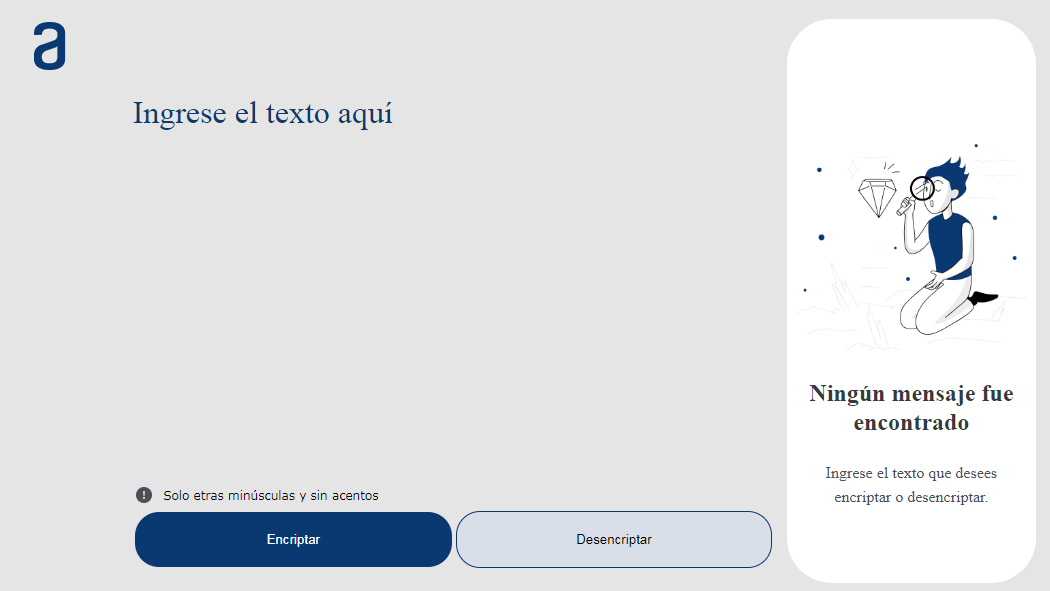 a
Ingrese el texto aquí
Ningún mensaje fue
encontrado
Ingrese el texto que desees
encriptar o desencriptar.
! Solo etras minúsculas y sin acentos
Encriptar
Desencriptar